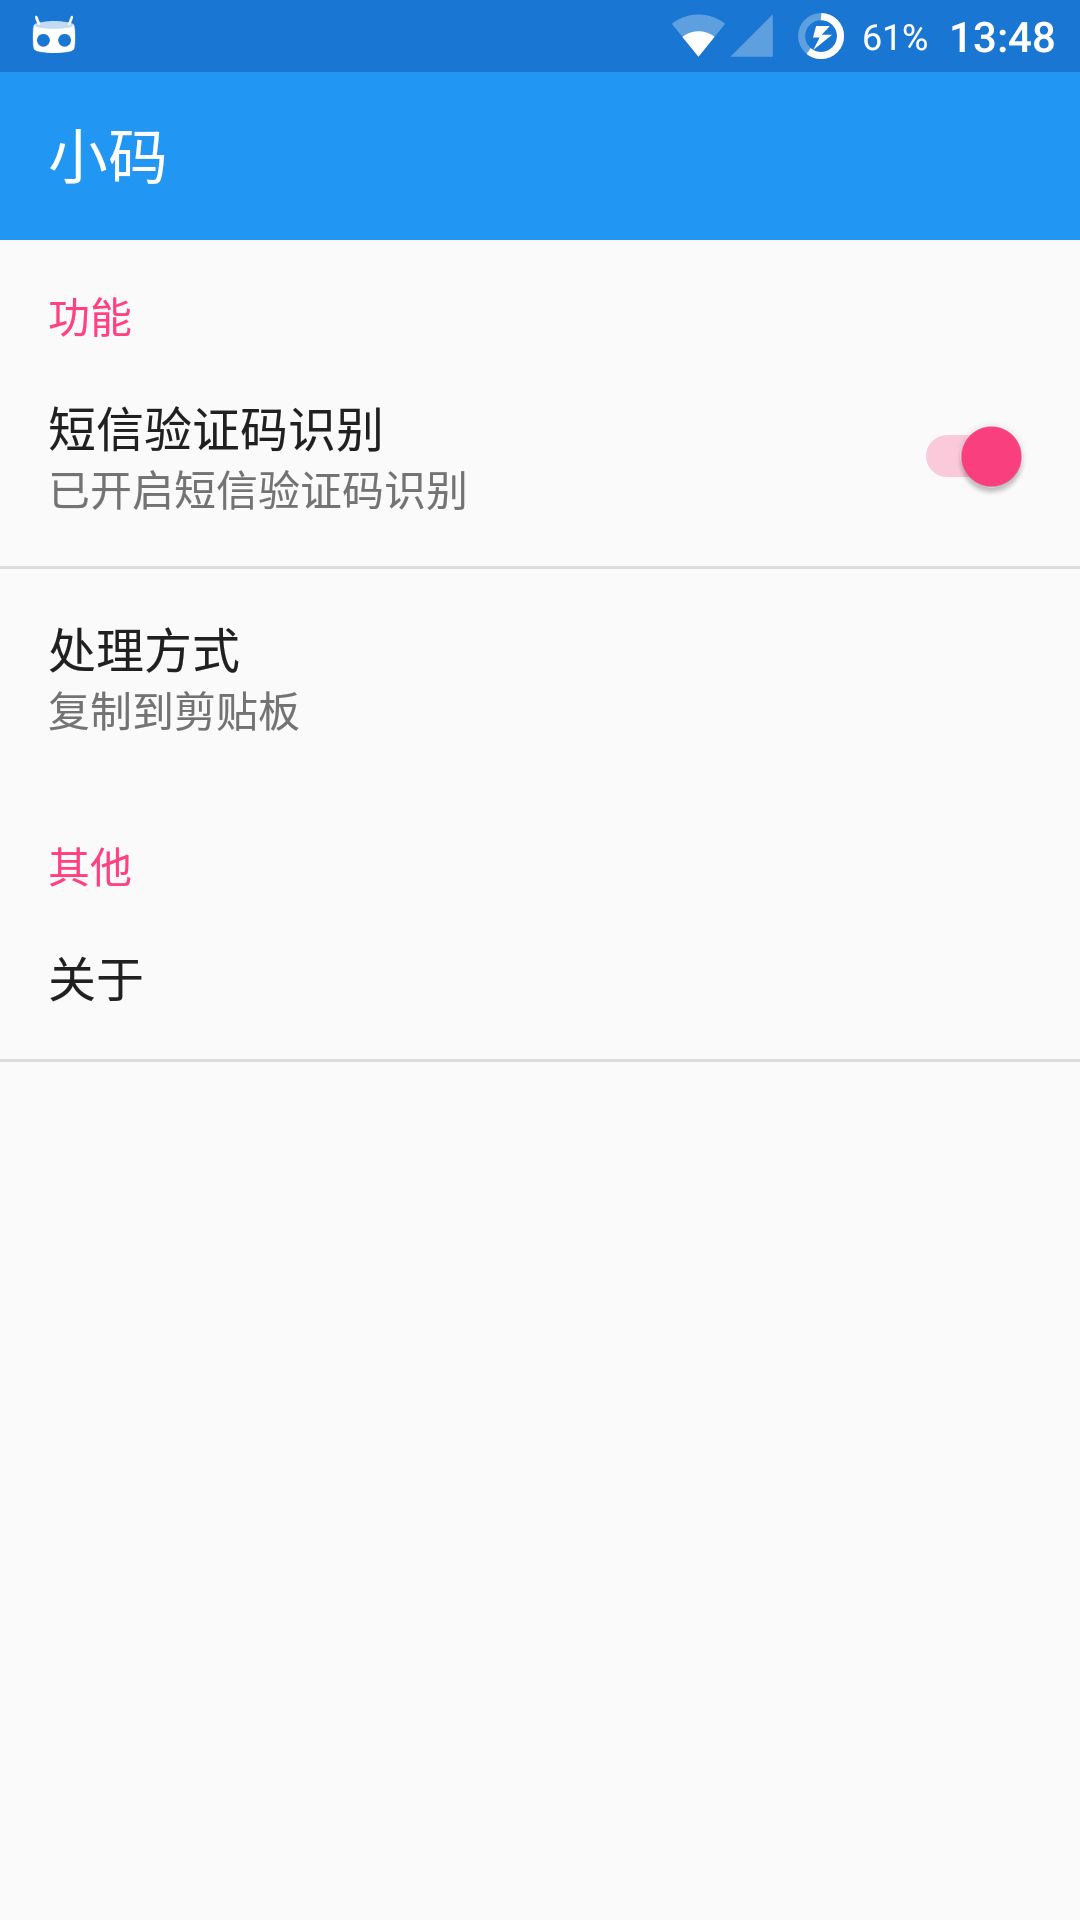 61% 13:48
小码
功能
短信验证码识别
已开启短信验证码识别
处理方式
复制到剪贴板
其他
关于